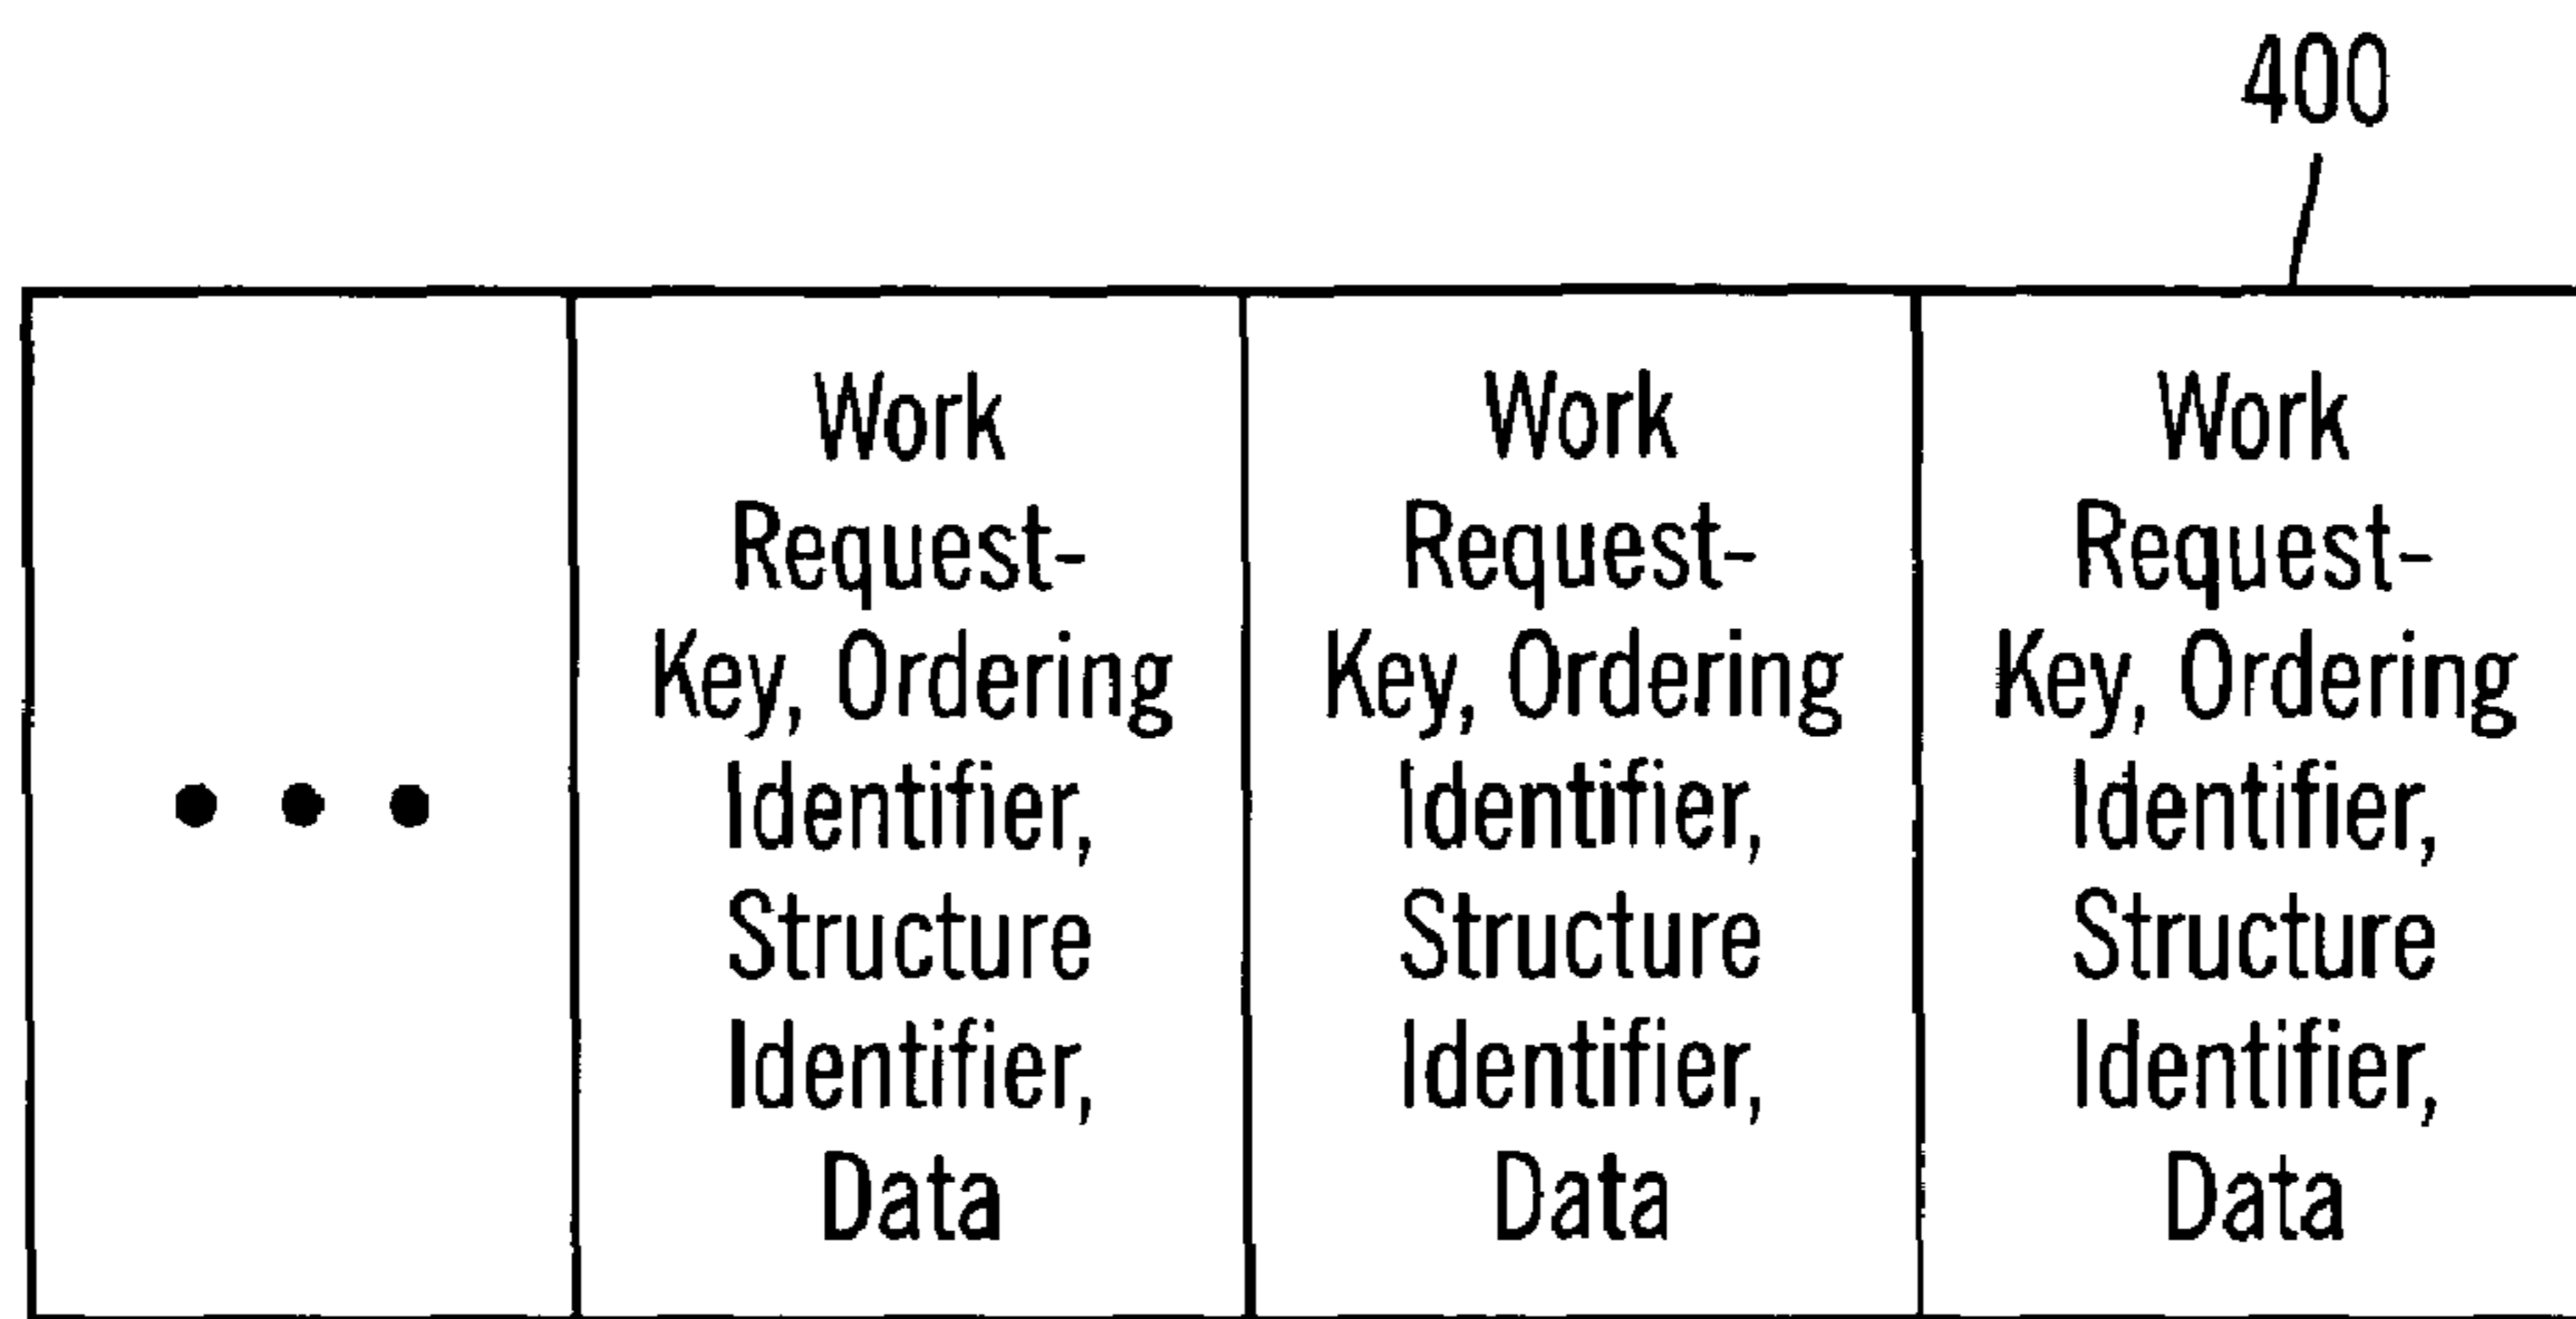 400
Work
Request-
Key, Ordering
Identifier,
Structure
Identifier,
Data
Work
Request-
Key, Ordering
Identifier,
Structure
Identifier,
Data
Work
Request-
Key, Ordering
Identifier,
Structure
Identifier,
Data